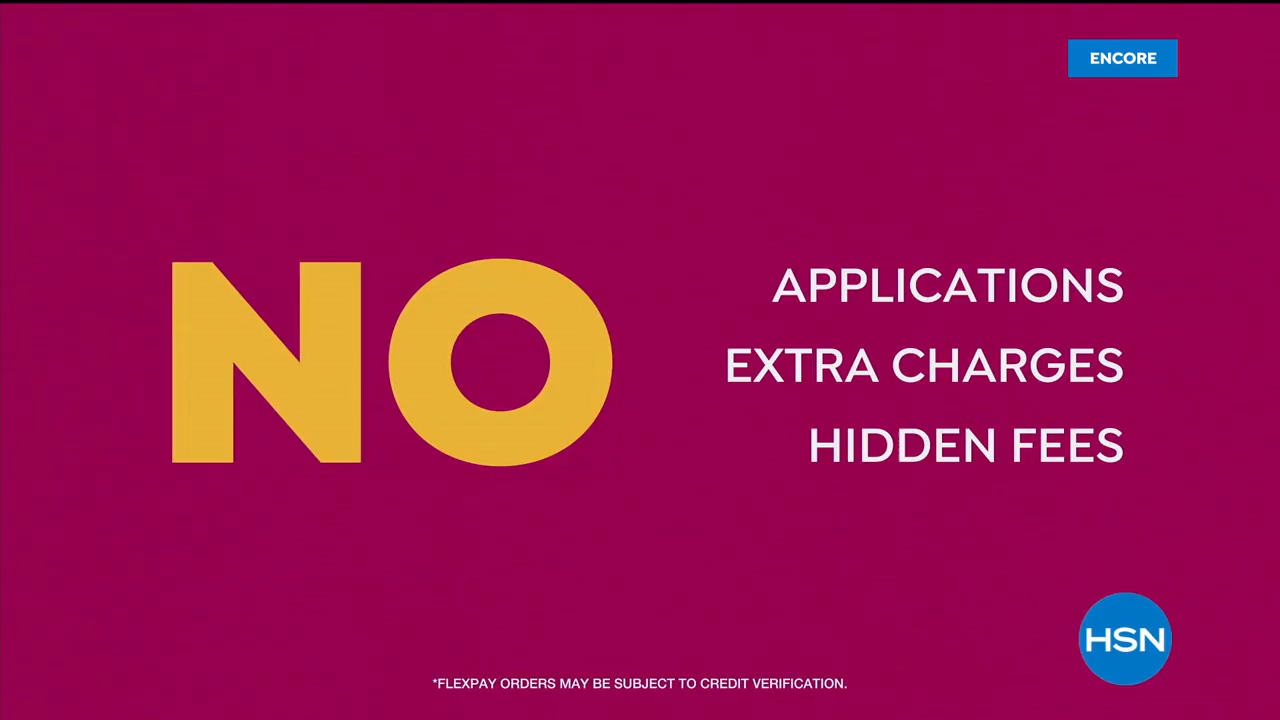 ENCORE
NO
APPLICATIONS
EXTRA CHARGES
HIDDEN FEES
HSN
*FLEXPAY ORDERS MAY BE SUBJECT TO CREDIT VERIFICATION.